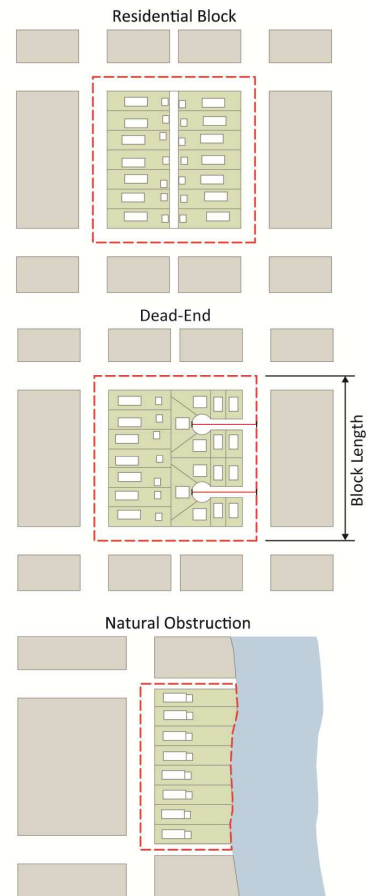 Residential Block
Dead-End
Block Length
Natural Obstruction